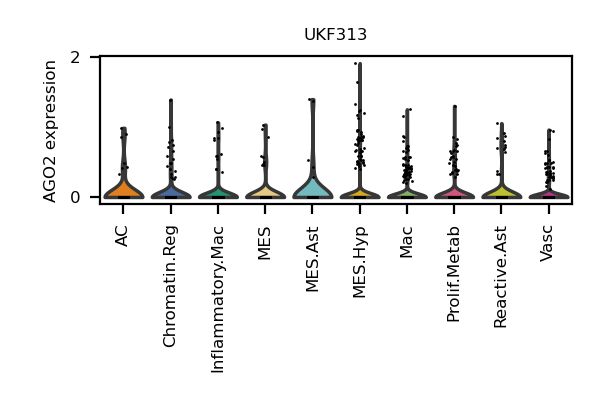 UKF313
AGO2 expression
2
0
AC
Chromatin.Reg
Inflammatory.Mac
MES
MES.Ast
MES.Hyp
Mac
Prolif.Metab
Reactive.Ast
Vasc